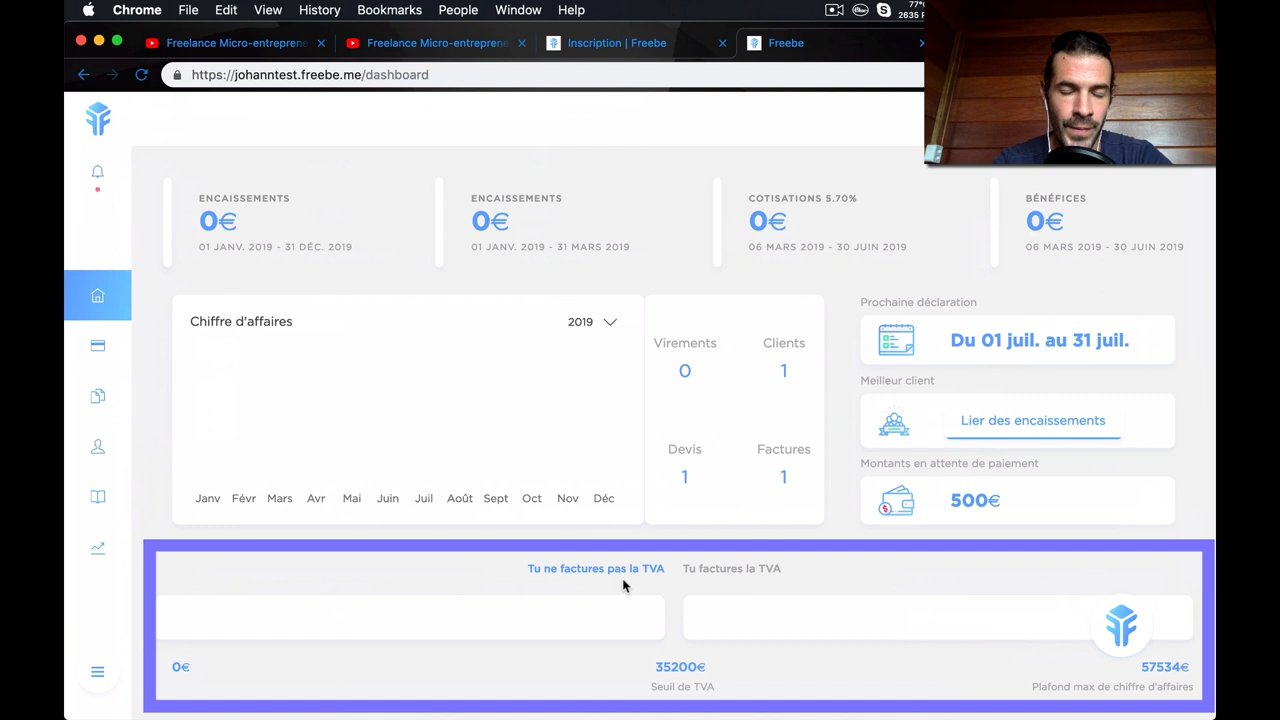 Chrome File Edit View History Bookmarks People Window Help
77°
2635 F
Freelance Micro-entreprene
Freelance Micro-entreprene
Inscription | Freebe
Freebe
https://johanntest.freebe.me/dashboard
ENCAISSEMENTS
0€
01 JANV. 2019 - 31 DÉC. 2019
ENCAISSEMENTS
0€
01 JANV. 2019 - 31 MARS 2019
COTISATIONS 5.70%
0€
06 MARS 2019 - 30 JUIN 2019
BÉNÉFICES
0€
06 MARS 2019 - 30 JUIN 2019
Chiffre d'affaires
2019
Janv Févr Mars Avr Mai Juin Juil Août Sept Oct Nov Déc
Virements
0
Clients
1
Devis
1
Factures
1
Prochaine déclaration
Du 01 juil. au 31 juil.
Meilleur client
Lier des encaissements
Montants en attente de paiement
500€
Tu ne factures pas la TVA
Tu factures la TVA
0€
35200€
Seuil de TVA
57534€
Plafond max de chiffre d'affaires